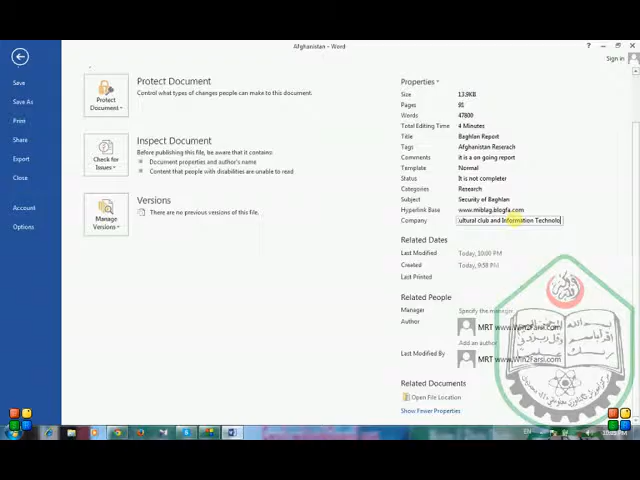 Afghanistan - Word
Sign in
Save
Save As
Print
Share
Export
Close
Account
Options
Protect Document
Protect Document
Control what types of changes people can make to this document.
Check for Issues
Inspect Document
Before publishing this file, be aware that it contains:
Document properties and author's name
Content that people with disabilities are unable to read
Manage Versions
Versions
There are no previous versions of this file.
Properties
Size 13.9KB
Pages 91
Words 47800
Total Editing Time 4 Minutes
Title Baghlan Report
Tags Afghanistan Reserach
Comments it is a on going report
Template Normal
Status It is not completer
Categories Research
Subject Security of Baghlan
Hyperlink Base www.miblag.blogfa.com
Company ultural club and Information Technolo
Related Dates
Last Modified Today, 10:00 PM
Created Today, 9:58 PM
Last Printed
Related People
Manager Specify the manager
Author MRT www.Win2Farsi.com
Add an author
Last Modified By MRT www.Win2Farsi.com
Related Documents
Open File Location
Show Fewer Properties
EN